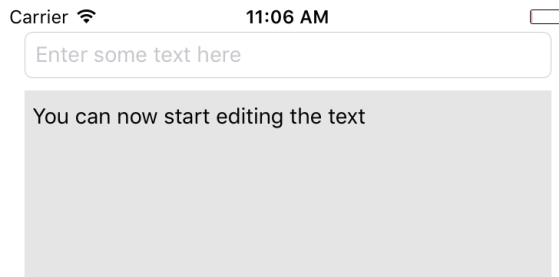 Carrier 11:06 AM
Enter some text here
You can now start editing the text